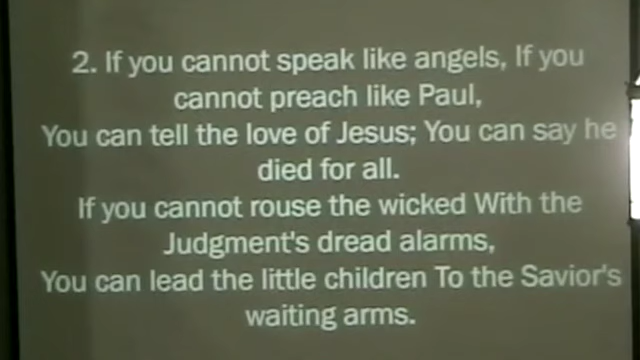 2. If you cannot speak like angels, If you
cannot preach like Paul,
You can tell the love of Jesus; You can say he
died for all.
If you cannot rouse the wicked With the
Judgment's dread alarms,
You can lead the little children To the Savior's
waiting arms.